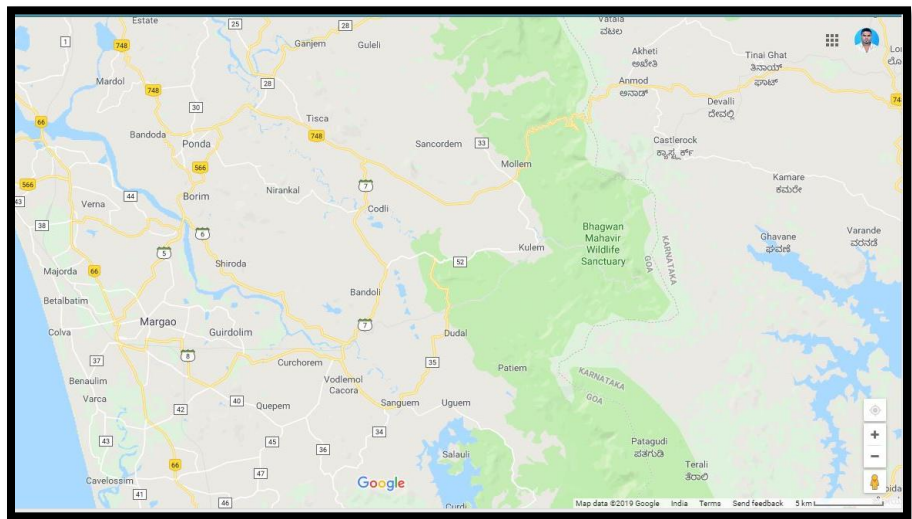 Estate
25
28
Vatala
ವಟಲ
1
748
Ganjem
Guleli
Akheti
ಅಖೇತಿ
Tinai Ghat
ತಿನಾಯ್
ಘಾಟ್
Mardol
748
28
Anmod
ಅನಾಡ್
Devalli
ದೇವಳ್ಳಿ
74
30
66
Tisca
748
Bandoda
Ponda
Sancordem
33
Castlerock
ಕ್ಯಾಸ್ಟ್ರರ್ಕ್
566
Mollem
566
7
Kamare
ಕಮರೇ
Nirankal
44
Borim
43
Verna
Codli
38
6
Bhagwan
Mahavir
Wildlife
Sanctuary
Ghavane
ಘವಣೆ
Varande
ವರನಡೆ
KARNATAKA
GOA
5
Kulem
52
Shiroda
Majorda
66
Bandoli
Betalbatim
Margao
7
Colva
Guirdolim
Dudal
8
37
Curchorem
35
Patiem
KARNATAKA
GOA
Benaulim
Vodlemol
Cacora
Varca
42
40
Quepem
Sanguem
Uguem
43
45
34
36
Patagudi
ಪತಗುಡಿ
66
Salauli
Terali
ತೆರಾಲಿ
47
Cavelossim
41
46
Google
Curdi
Map data ©2019 Google
India
Terms
Send feedback
5 km